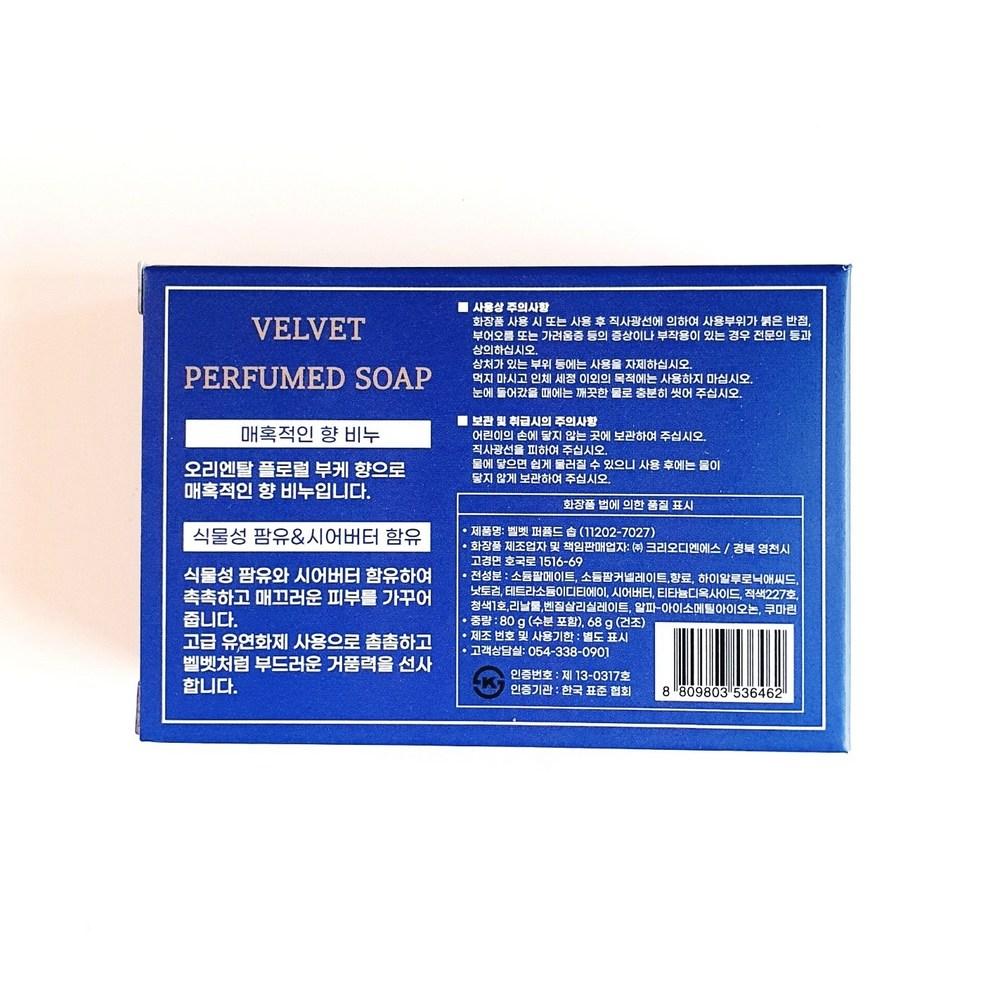 VELVET
PERFUMED SOAP
매혹적인 향 비누
오리엔탈 플로럴 부케 향으로
매혹적인 향 비누입니다.
식물성 팜유&시어버터 함유
식물성 팜유와 시어버터 함유하여
촉촉하고 매끄러운 피부를 가꾸어
줍니다.
고급 유연화제 사용으로 촘촘하고
벨벳처럼 부드러운 거품력을 선사
합니다.
■ 사용상 주의사항
화장품 사용 시 또는 사용 후 직사광선에 의하여 사용부위가 붉은 반점,
부어오름 또는 가려움증 등의 증상이나 부작용이 있는 경우 전문의 등과
상의하십시오.
상처가 있는 부위 등에는 사용을 자제하십시오.
먹지 마시고 인체 세정 이외의 목적에는 사용하지 마십시오.
눈에 들어갔을 때에는 깨끗한 물로 충분히 씻어 주십시오.
■ 보관 및 취급시의 주의사항
어린이의 손에 닿지 않는 곳에 보관하여 주십시오.
직사광선을 피하여 주십시오.
물에 닿으면 쉽게 물러질 수 있으니 사용 후에는 물이
닿지 않게 보관하여 주십시오.
화장품 법에 의한 품질 표시
• 제품명: 벨벳 퍼퓸드 솝 (11202-7027)
• 화장품 제조업자 및 책임판매업자: ㈜ 크리오디엔에스 / 경북 영천시
고경면 호국로 1516-69
• 전성분 : 소듐팔메이트, 소듐팜커넬레이트,향료, 하이알루로닉애씨드,
낫토검, 테트라소듐이디티에이, 시어버터, 티타늄디옥사이드, 적색227호,
청색1호,리날룰,벤질살리실레이트, 알파-아이소메틸아이오논, 쿠마린
• 중량 : 80 g (수분 포함), 68 g (건조)
• 제조 번호 및 사용기한 : 별도 표시
• 고객상담실: 054-338-0901
인증번호 : 제 13-0317호
인증기관 : 한국 표준 협회
8 809803 536462